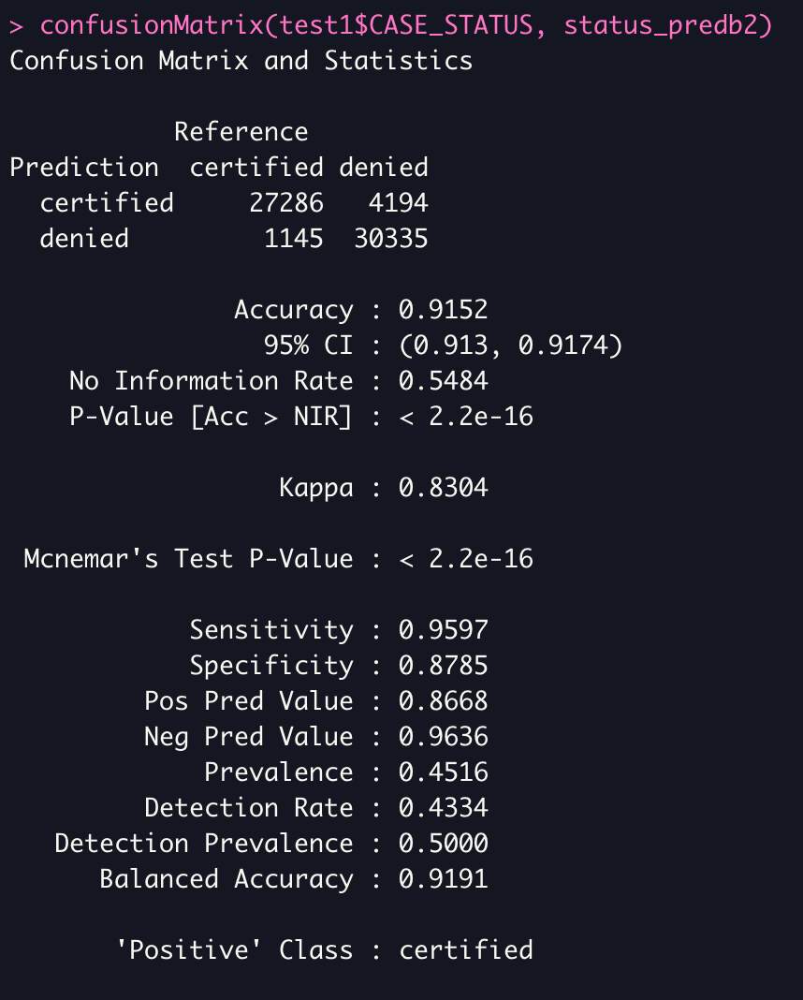 > confusionMatrix(test1$CASE_STATUS, status_predb2)
Confusion Matrix and Statistics
Reference
Prediction certified denied
certified 27286 4194
denied 1145 30335
Accuracy : 0.9152
95% CI : (0.913, 0.9174)
No Information Rate : 0.5484
P-Value [Acc > NIR] : < 2.2e-16
Kappa : 0.8304
Mcnemar's Test P-Value : < 2.2e-16
Sensitivity : 0.9597
Specificity : 0.8785
Pos Pred Value : 0.8668
Neg Pred Value : 0.9636
Prevalence : 0.4516
Detection Rate : 0.4334
Detection Prevalence : 0.5000
Balanced Accuracy : 0.9191
'Positive' Class : certified